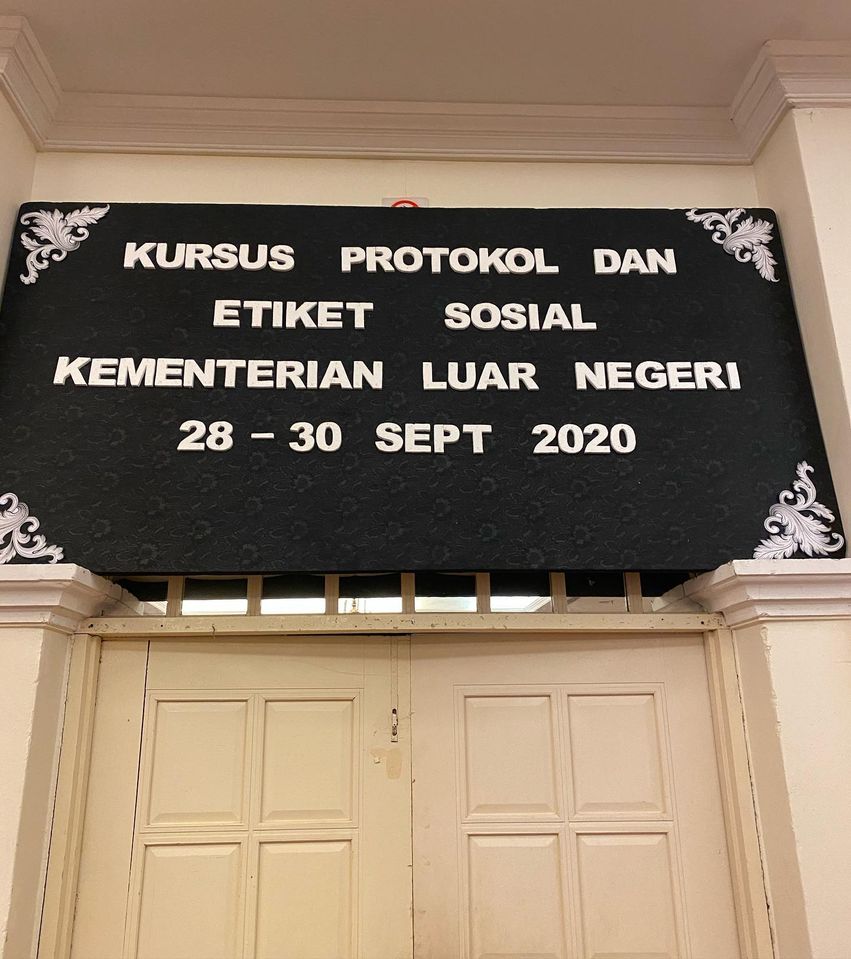 KURSUS PROTOKOL DAN
ETIKET SOSIAL
KEMENTERIAN LUAR NEGERI
28 - 30 SEPT 2020